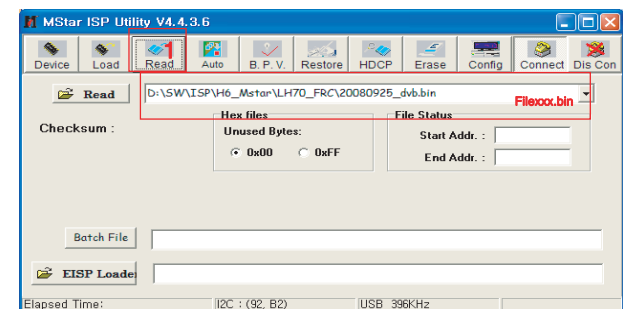 MStar ISP Utility V4.4.3.6
Device Load Read Auto B. P. V. Restore HDCP Erase Config Connect Dis Con
1
Read D:\SW\ISP\H6_Mstar\LH70_FRC\20080925_dvb.bin
Filexxx.bin
Hex files File Status
Checksum : Unused Bytes: Start Addr. :
0x00 0xFF End Addr. :
Batch File
EISP Loader
Elapsed Time: I2C : (92, B2) USB 396KHz